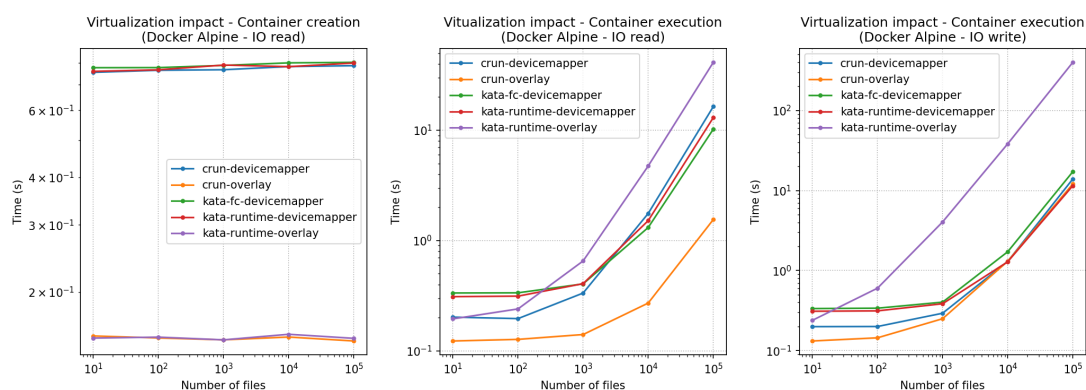 Virtualization impact - Container creation
(Docker Alpine - IO read)
Time (s)
6 × 10⁻¹
4 × 10⁻¹
3 × 10⁻¹
2 × 10⁻¹
crun-devicemapper
crun-overlay
kata-fc-devicemapper
kata-runtime-devicemapper
kata-runtime-overlay
10¹ 10² 10³ 10⁴ 10⁵
Number of files
Vitualization impact - Container execution
(Docker Alpine - IO read)
Time (s)
10¹
10⁰
10⁻¹
crun-devicemapper
crun-overlay
kata-fc-devicemapper
kata-runtime-devicemapper
kata-runtime-overlay
10¹ 10² 10³ 10⁴ 10⁵
Number of files
Virtualization impact - Container execution
(Docker Alpine - IO write)
Time (s)
10²
10¹
10⁰
10⁻¹
crun-devicemapper
crun-overlay
kata-fc-devicemapper
kata-runtime-devicemapper
kata-runtime-overlay
10¹ 10² 10³ 10⁴ 10⁵
Number of files